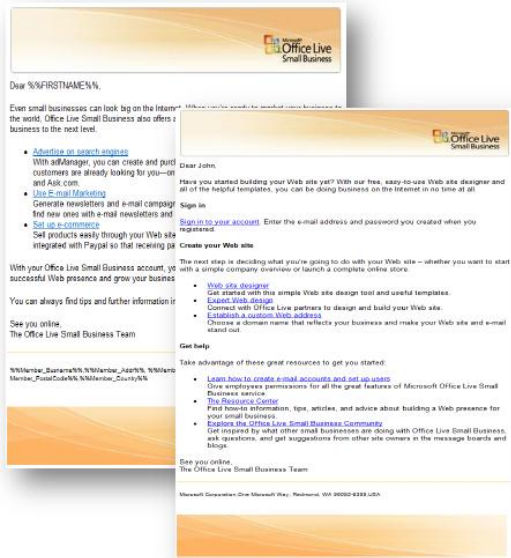 Microsoft
Office Live
Small Business
Dear %%FIRSTNAME%%,
Even small businesses can look big on the Internet. When you're ready to market your business to
the world, Office Live Small Business also offers a
business to the next level.
• Advertise on search engines
With adManager, you can create and purc
customers are already looking for you—on
and Ask.com.
• Use E-mail Marketing
Generate newsletters and e-mail campaig
find new ones with e-mail newsletters and
• Set up e-commerce
Sell products easily through your Web site
integrated with Paypal so that receiving pa
With your Office Live Small Business account, yo
successful Web presence and grow your busines
You can always find tips and further information i
See you online,
The Office Live Small Business Team
%%Member_Busname%%,%%Member_Addr%%, %%Mem
Member_PostalCode%%,%%Member_Country%%
Microsoft
Office Live
Small Business
Dear John,
Have you started building your Web site yet? With our free, easy-to-use Web site designer and
all of the helpful templates, you can be doing business on the Internet in no time at all.
Sign in
Sign in to your account. Enter the e-mail address and password you created when you
registered.
Create your Web site
The next step is deciding what you're going to do with your Web site – whether you want to start
with a simple company overview or launch a complete online store.
• Web site designer
Get started with this simple Web site design tool and useful templates.
• Expert Web design
Connect with Office Live partners to design and build your Web site.
• Establish a custom Web address
Choose a domain name that reflects your business and make your Web site and e-mail
stand out.
Get help
Take advantage of these great resources to get you started:
• Learn how to create e-mail accounts and set up users
Give employees permissions for all the great features of Microsoft Office Live Small
Business service.
• The Resource Center
Find how-to information, tips, articles, and advice about building a Web presence for
your small business.
• Explore the Office Live Small Business Community
Get inspired by what other small businesses are doing with Office Live Small Business,
ask questions, and get suggestions from other site owners in the message boards and
blogs.
See you online,
The Office Live Small Business Team
Microsoft Corporation,One Microsoft Way, Redmond, WA 98052-6399,USA